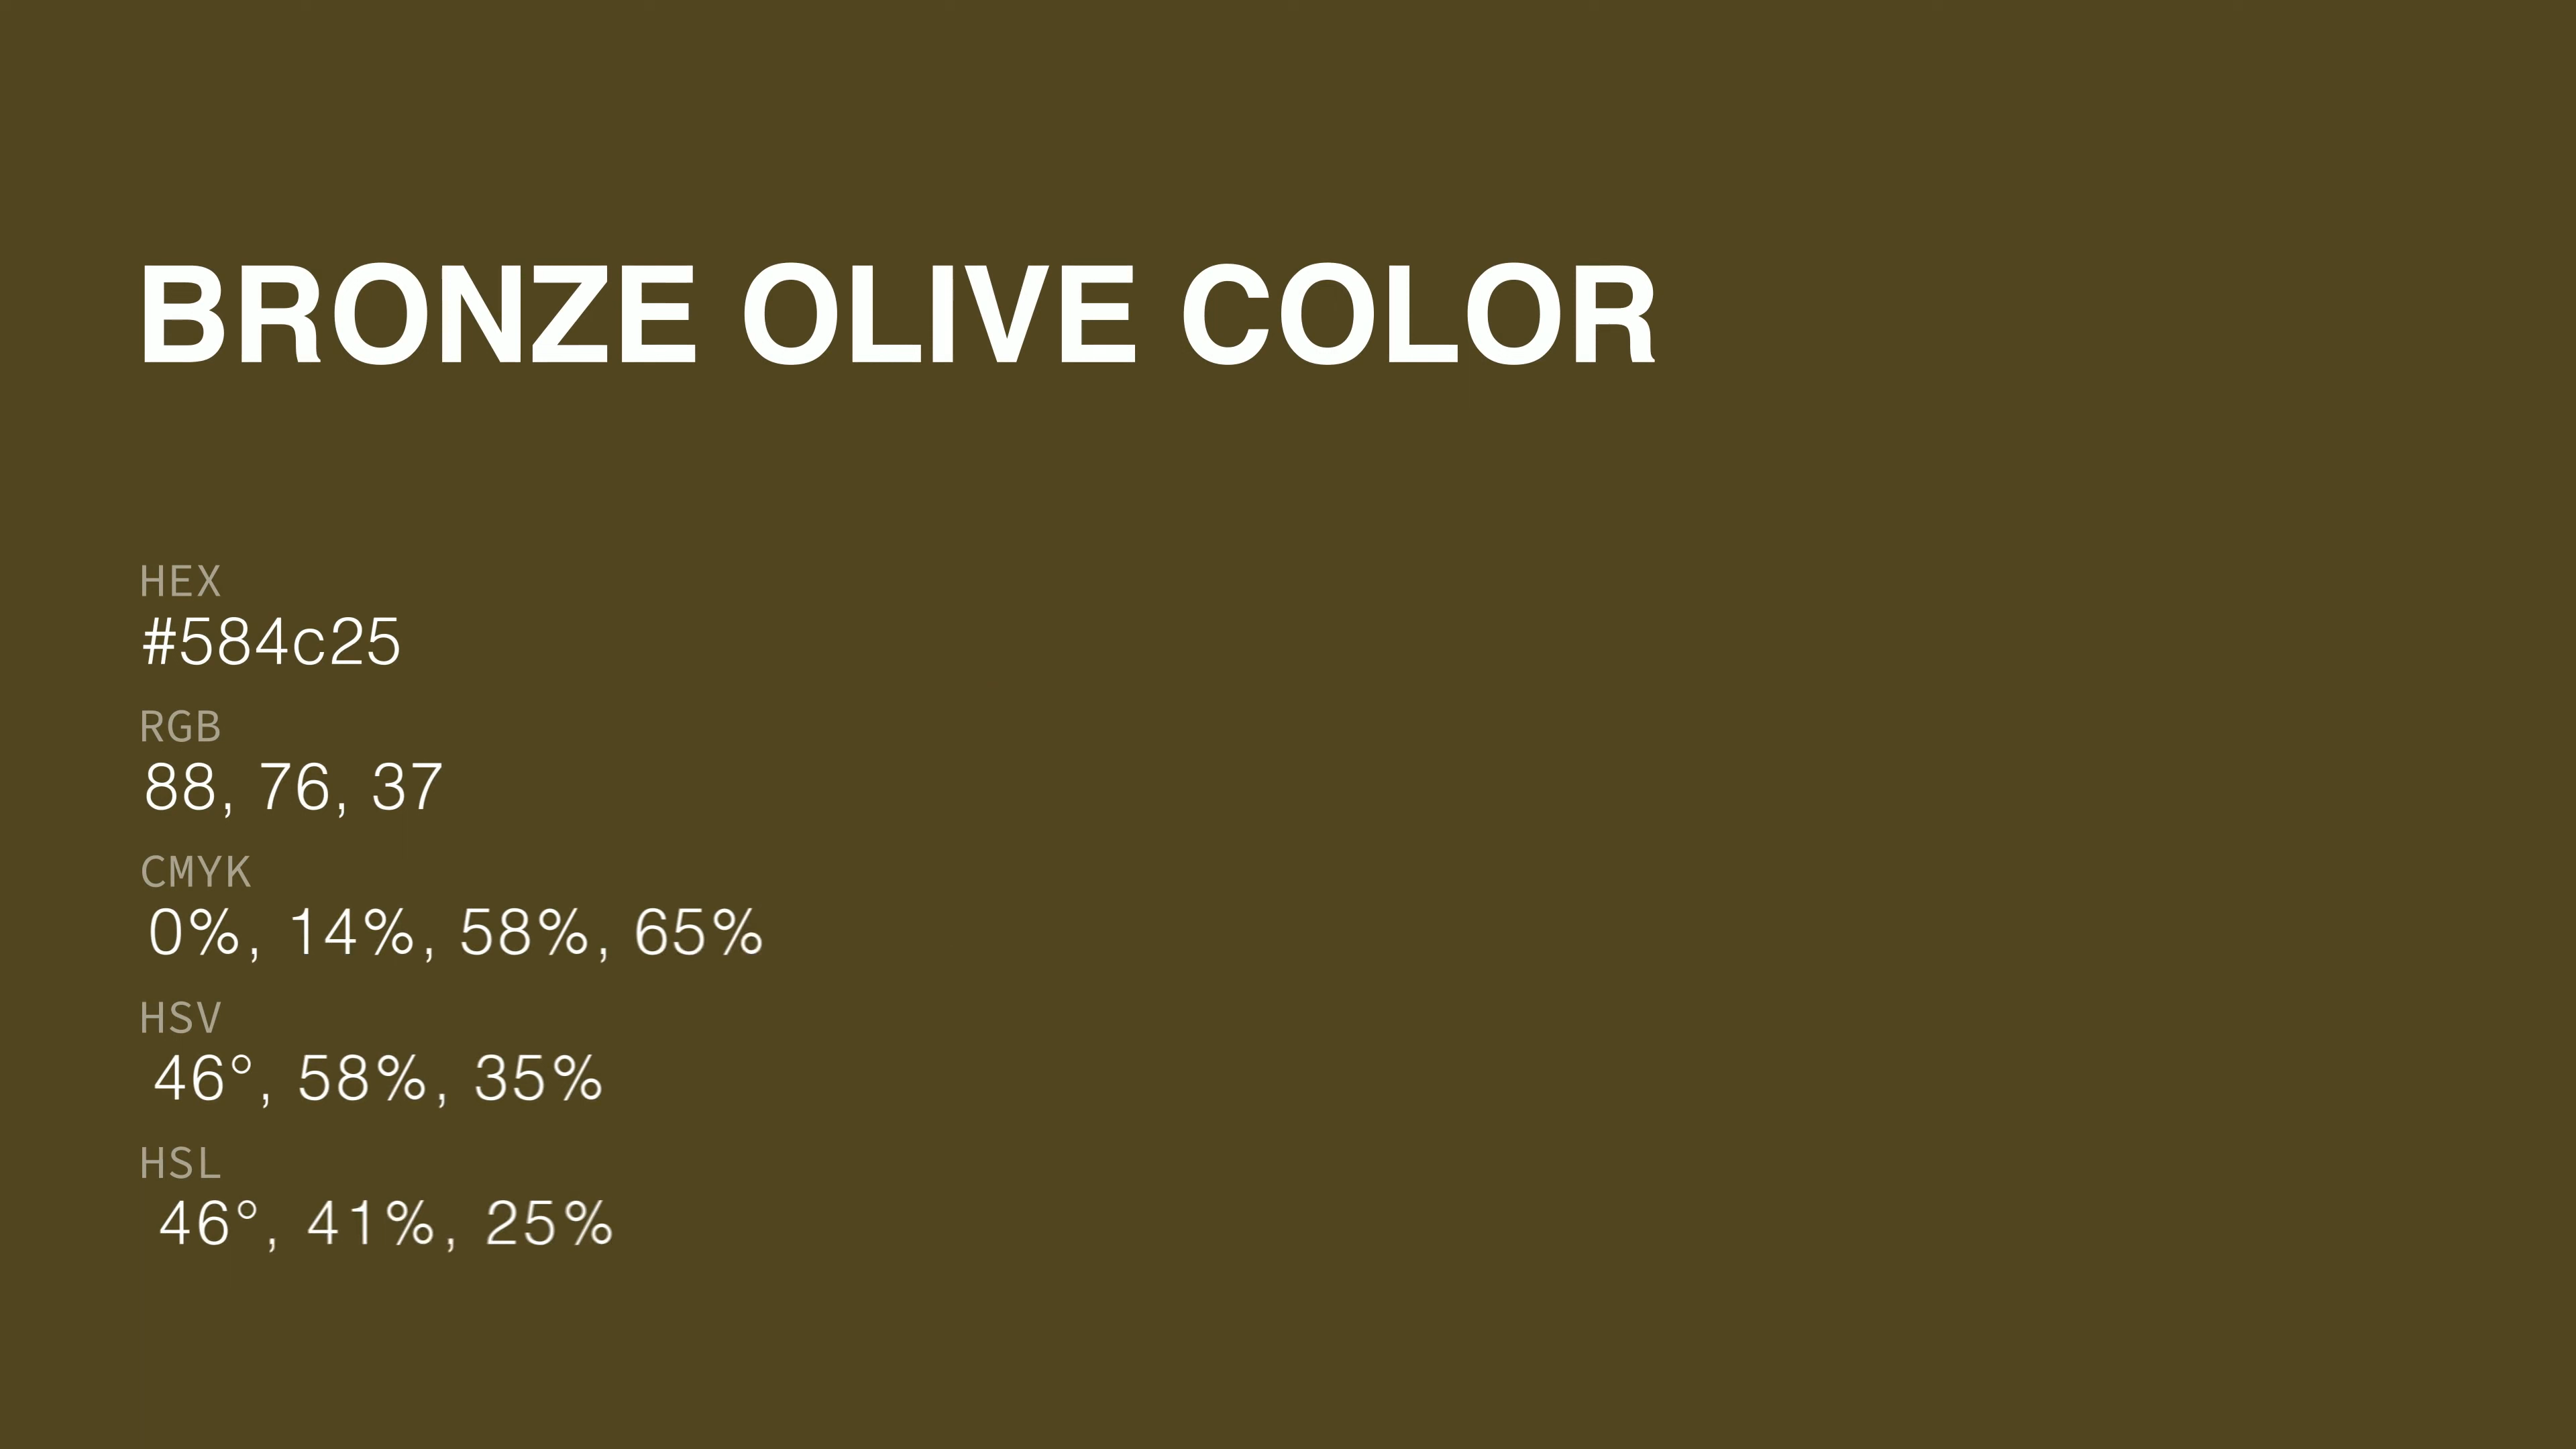 BRONZE OLIVE COLOR
HEX
#584c25
RGB
88, 76, 37
CMYK
0%, 14%, 58%, 65%
HSV
46°, 58%, 35%
HSL
46°, 41%, 25%